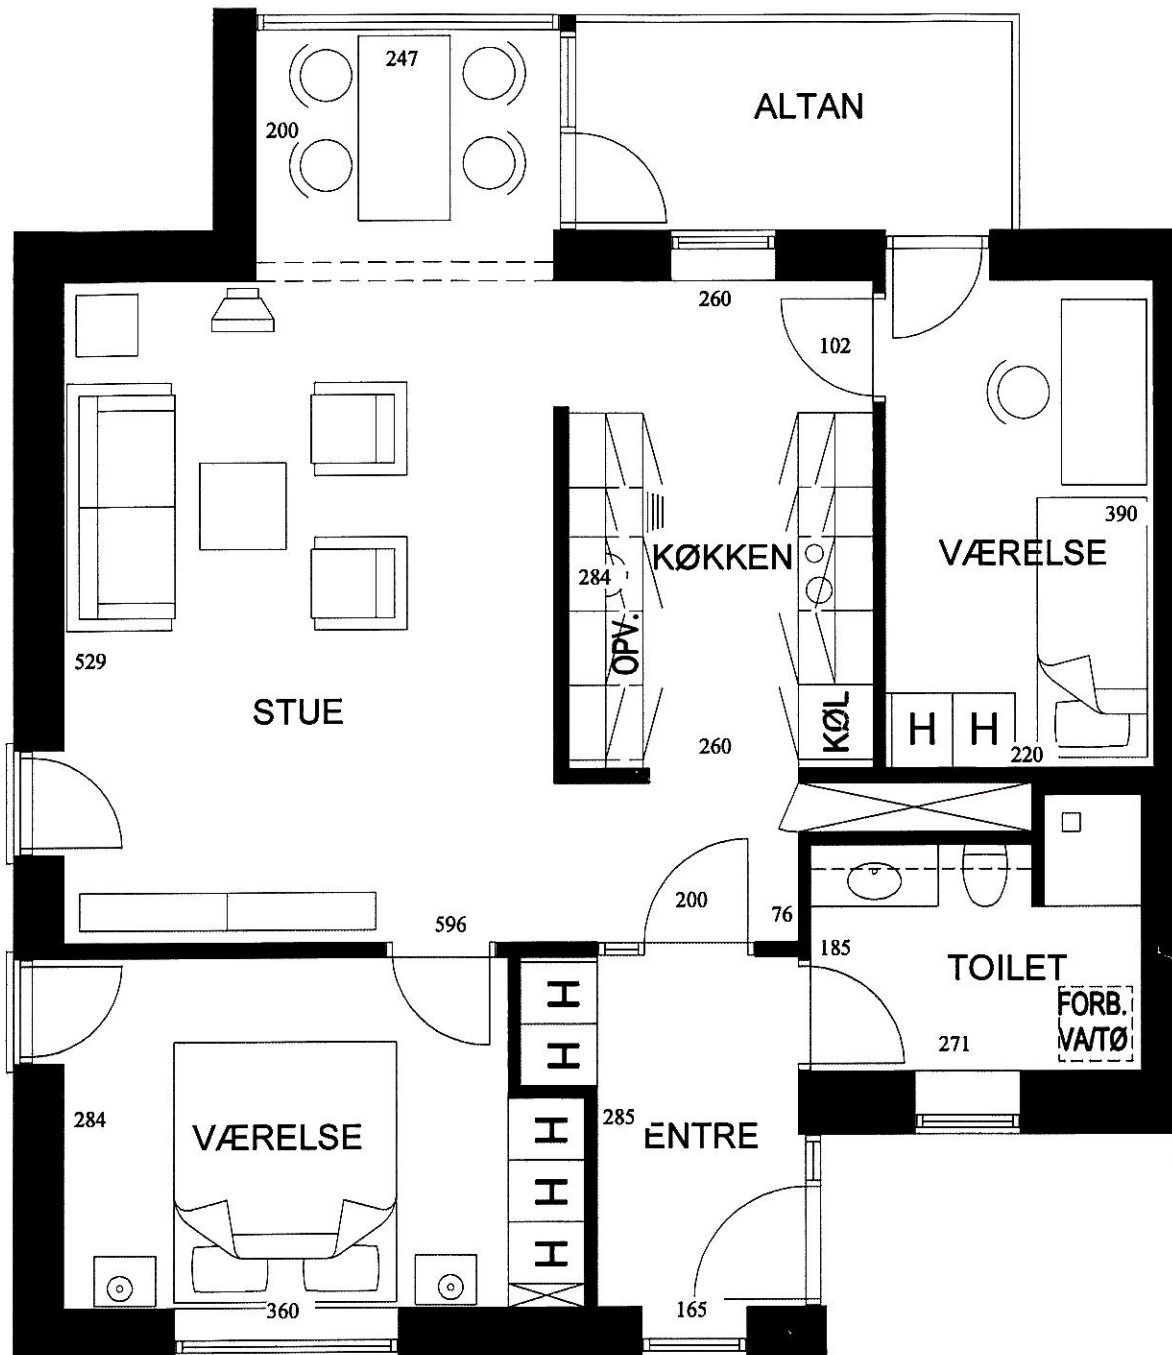 247
ALTAN
200
260
102
390
KØKKEN
VÆRELSE
284
OPV.
529
STUE
KØL
H
H
260
220
200
76
596
185
TOILET
H
FORB.
VA/TØ
H
271
284
285
VÆRELSE
H
ENTRE
H
H
360
165